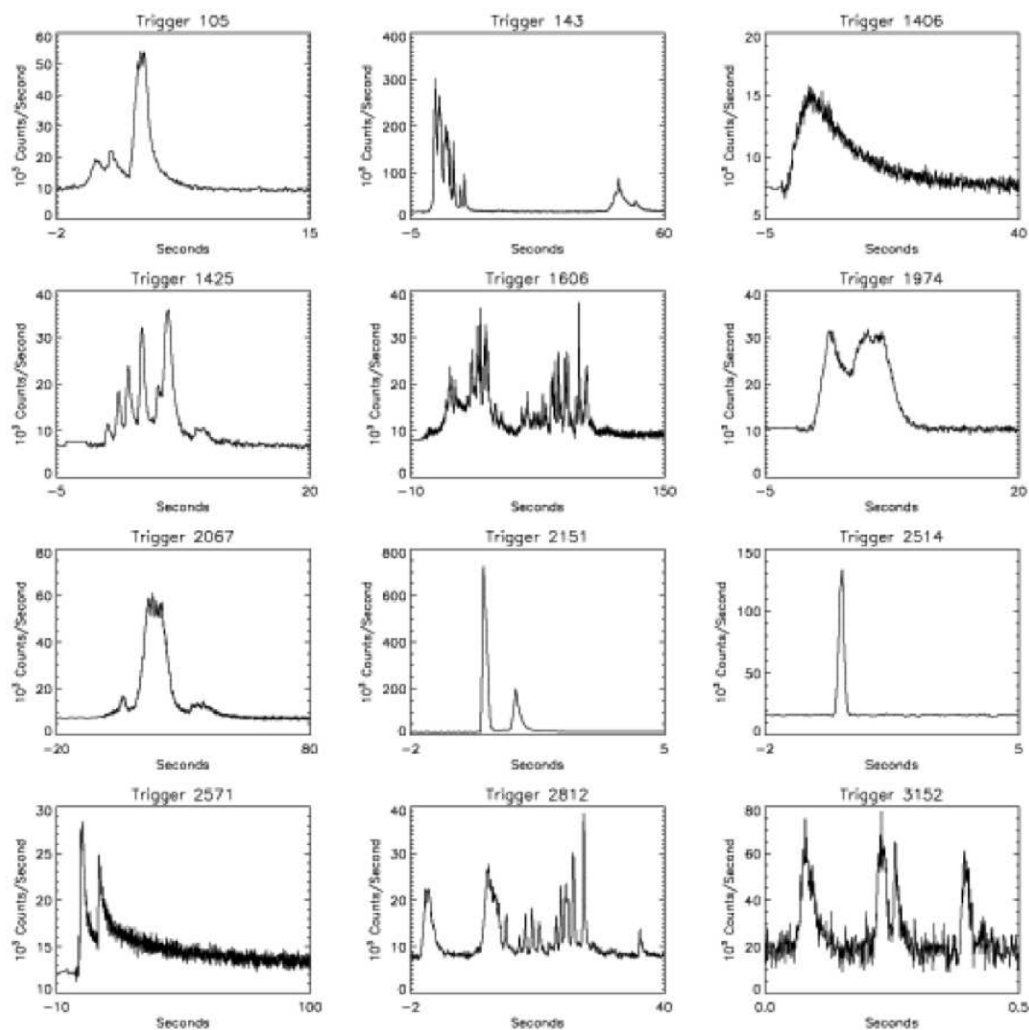 Trigger 105
Trigger 143
Trigger 1406
10³ Counts/Second
60
50
40
30
20
10
0
-2
15
Seconds
10³ Counts/Second
400
300
200
100
0
-5
60
Seconds
10³ Counts/Second
20
15
10
5
-5
40
Seconds
Trigger 1425
Trigger 1606
Trigger 1974
10³ Counts/Second
40
30
20
10
0
-5
20
Seconds
10³ Counts/Second
40
30
20
10
0
-10
150
Seconds
10³ Counts/Second
40
30
20
10
0
-5
20
Seconds
Trigger 2067
Trigger 2151
Trigger 2514
10³ Counts/Second
80
60
40
20
0
-20
80
Seconds
10³ Counts/Second
800
600
400
200
0
-2
5
Seconds
10³ Counts/Second
150
100
50
0
-2
5
Seconds
Trigger 2571
Trigger 2812
Trigger 3152
10³ Counts/Second
30
25
20
15
10
-10
100
Seconds
10³ Counts/Second
40
30
20
10
0
-2
40
Seconds
10³ Counts/Second
80
60
40
20
0
0.0
0.5
Seconds